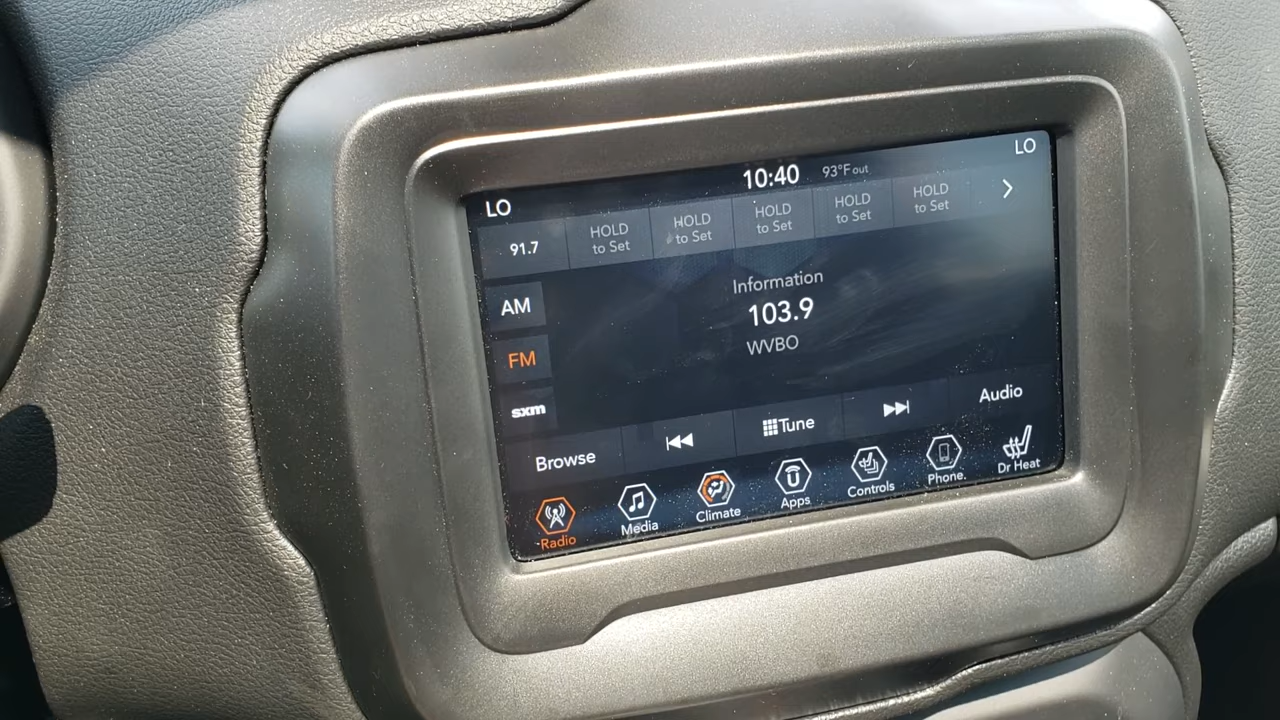 10:40 93°F out LO
LO
91.7 HOLD to Set HOLD to Set HOLD to Set HOLD to Set HOLD to Set
Information
AM 103.9
WVBO
FM
sxm
Browse Tune Audio
Radio Media Climate Apps Controls Phone. Dr Heat